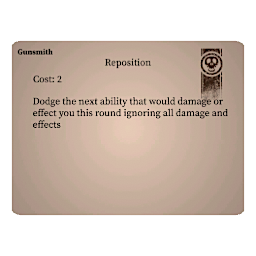 Gunsmith
Reposition
Cost: 2
Dodge the next ability that would damage or
effect you this round ignoring all damage and
effects